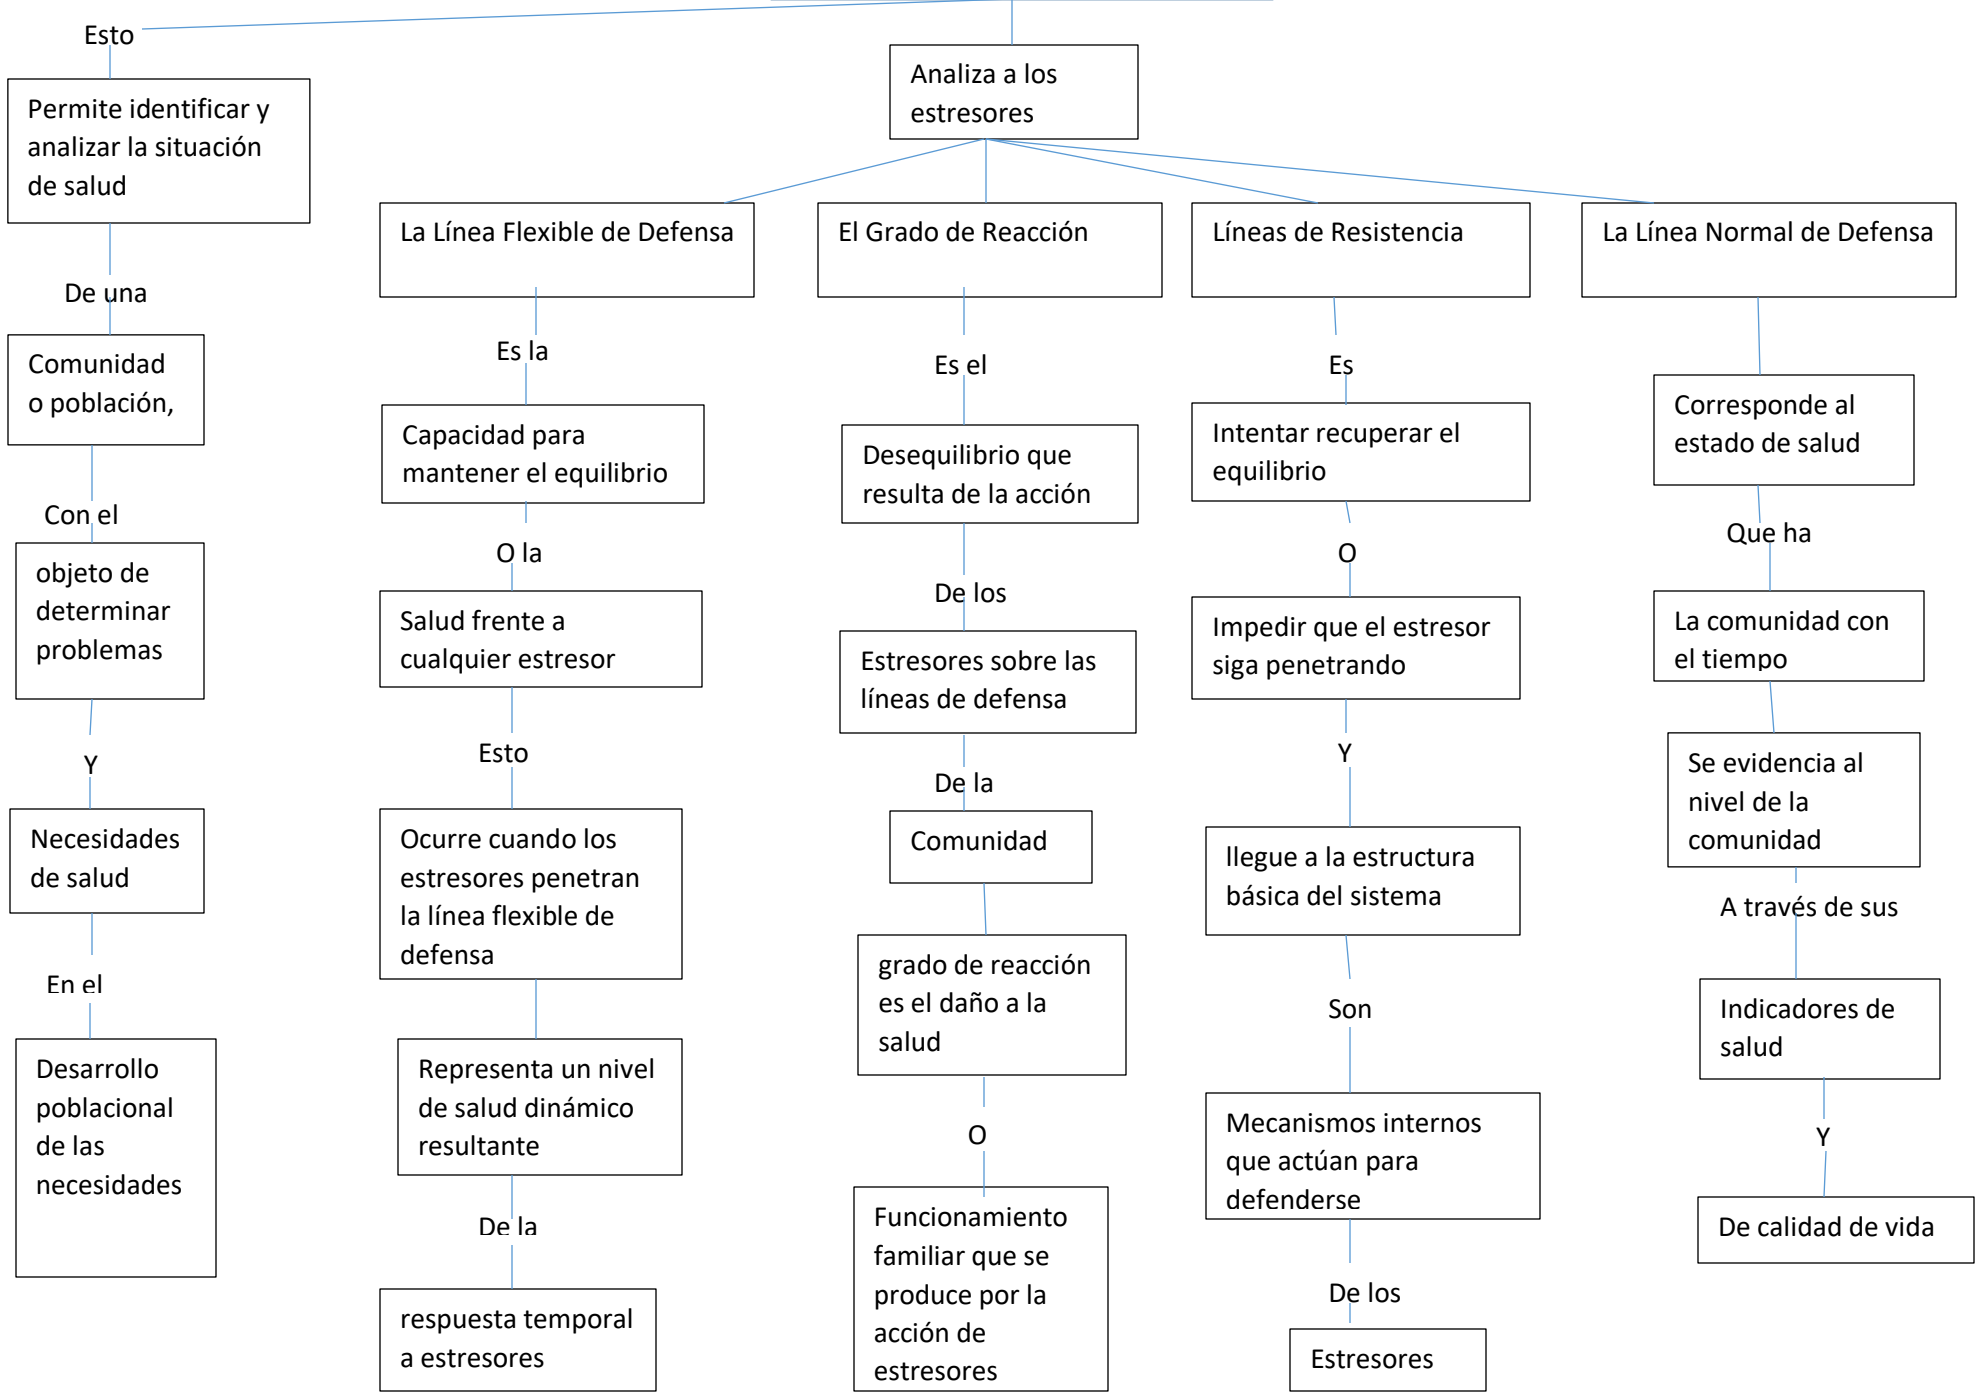 Esto
Permite identificar y
analizar la situación
de salud
De una
Comunidad
o población,
Con el
objeto de
determinar
problemas
Y
Necesidades
de salud
En el
Desarrollo
poblacional
de las
necesidades
Analiza a los
estresores
La Línea Flexible de Defensa
Es la
Capacidad para
mantener el equilibrio
O la
Salud frente a
cualquier estresor
Esto
Ocurre cuando los
estresores penetran
la línea flexible de
defensa
Representa un nivel
de salud dinámico
resultante
De la
respuesta temporal
a estresores
El Grado de Reacción
Es el
Desequilibrio que
resulta de la acción
De los
Estresores sobre las
líneas de defensa
De la
Comunidad
grado de reacción
es el daño a la
salud
O
Funcionamiento
familiar que se
produce por la
acción de
estresores
Líneas de Resistencia
Es
Intentar recuperar el
equilibrio
O
Impedir que el estresor
siga penetrando
Y
llegue a la estructura
básica del sistema
Son
Mecanismos internos
que actúan para
defenderse
De los
Estresores
La Línea Normal de Defensa
Corresponde al
estado de salud
Que ha
La comunidad con
el tiempo
Se evidencia al
nivel de la
comunidad
A través de sus
Indicadores de
salud
Y
De calidad de vida